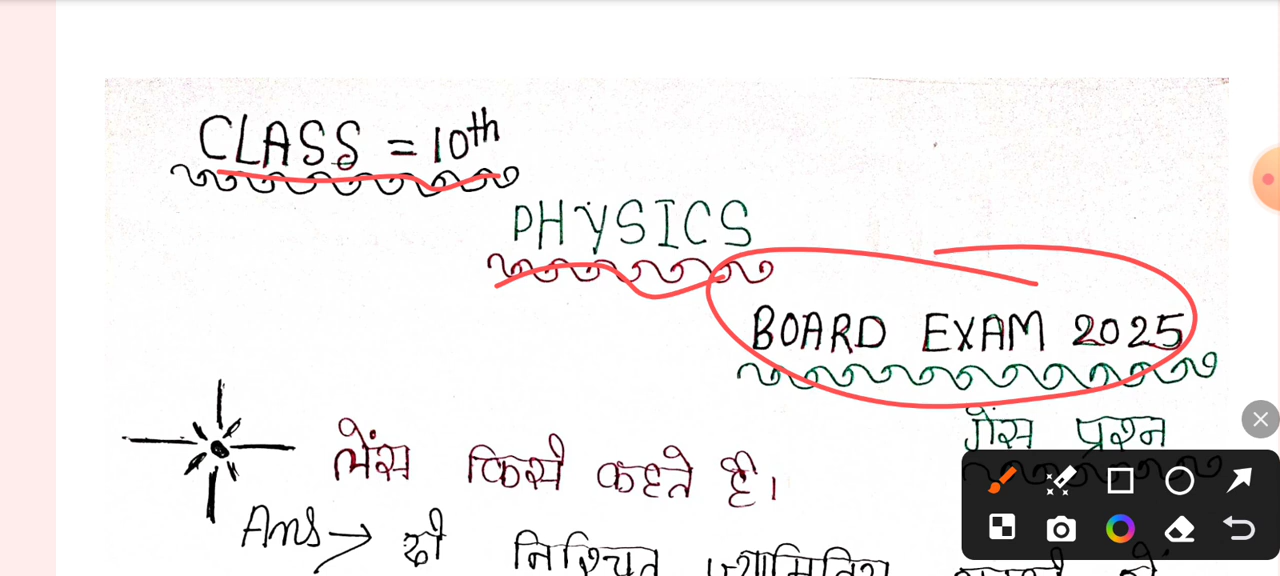 CLASS = 10th
PHYSICS
BOARD EXAM 2025
गेंस प्रश्न
लेंस किसे कहते है।
Ans → दो निश्चित